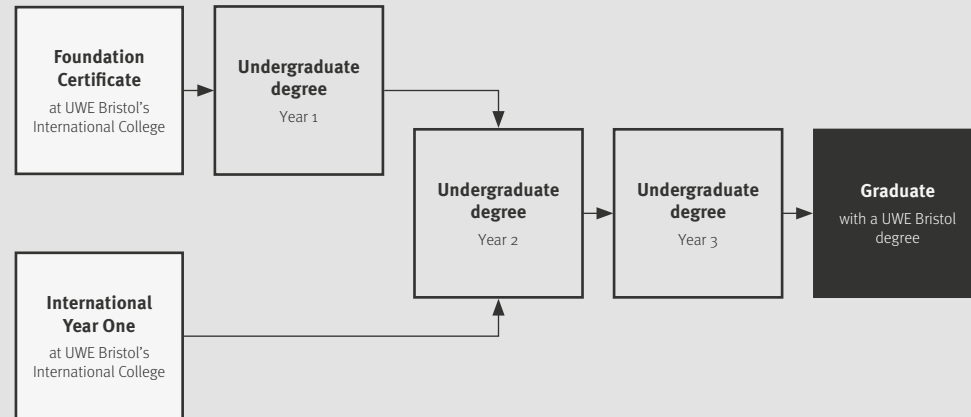 Foundation
Certificate
at UWE Bristol's
International College
Undergraduate
degree
Year 1
Undergraduate
degree
Year 2
Undergraduate
degree
Year 3
Graduate
with a UWE Bristol
degree
International
Year One
at UWE Bristol's
International College